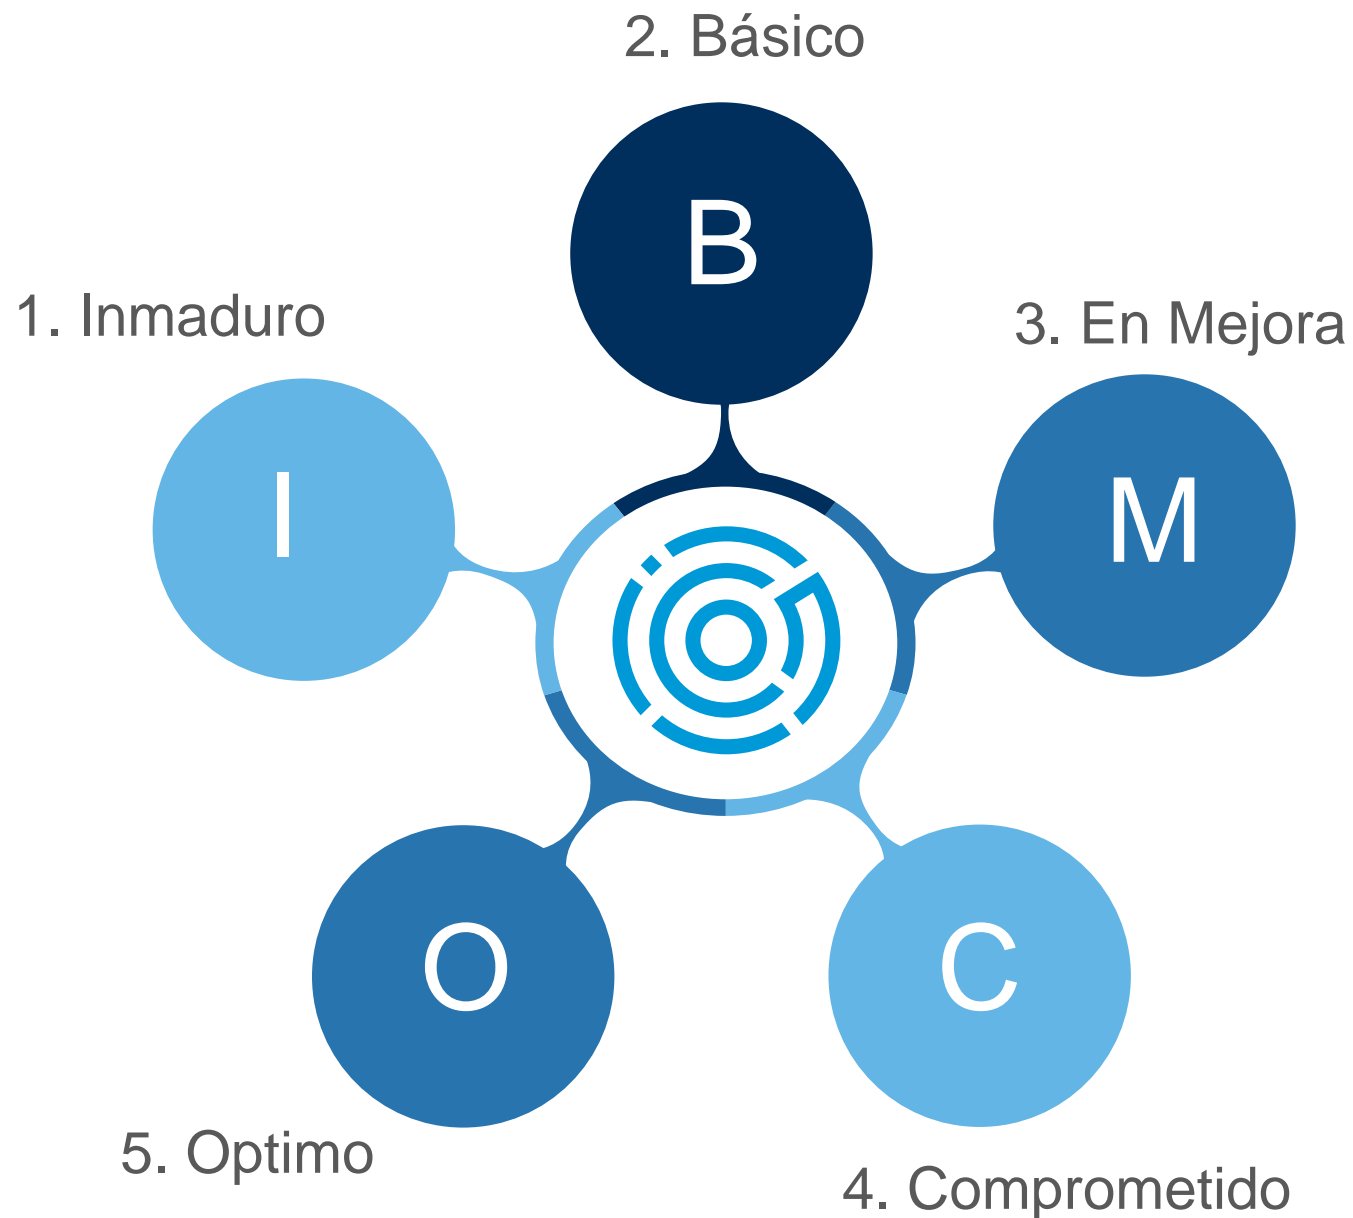 2. Básico
B
1. Inmaduro
I
3. En Mejora
M
O
5. Optimo
C
4. Comprometido